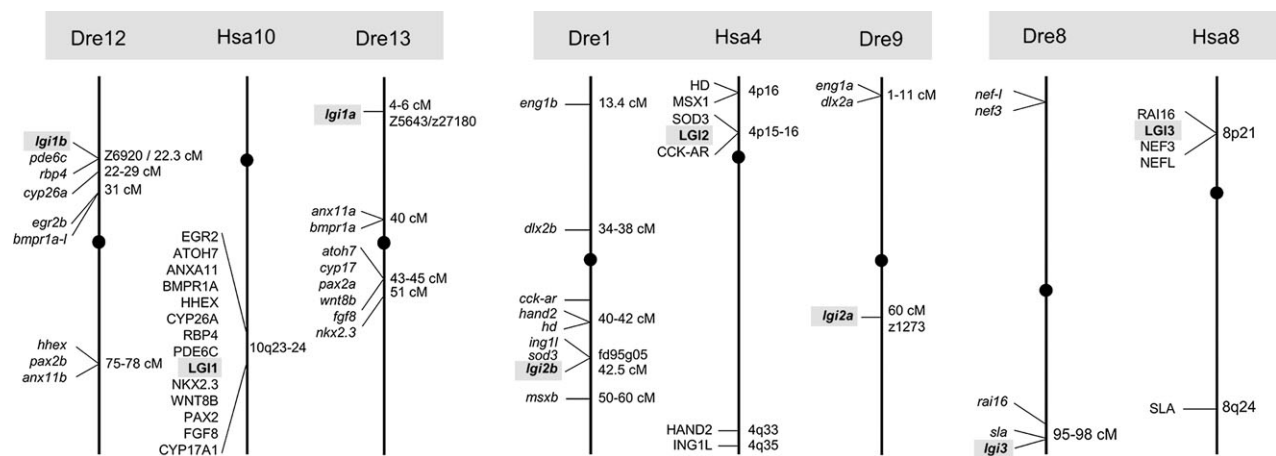 Dre12
Hsa10
Dre13
Dre1
Hsa4
Dre9
Dre8
Hsa8
lgi1b
pde6c
rbp4
cyp26a
egr2b
bmpr1a-l
hhex
pax2b
anx11b
Z6920 / 22.3 cM
22-29 cM
31 cM
75-78 cM
EGR2
ATOH7
ANXA11
BMPR1A
HHEX
CYP26A
RBP4
PDE6C
LGI1
NKX2.3
WNT8B
PAX2
FGF8
CYP17A1
10q23-24
lgi1a
anx11a
bmpr1a
atoh7
cyp17
pax2a
wnt8b
fgf8
nkx2.3
4-6 cM
Z5643/z27180
40 cM
43-45 cM
51 cM
eng1b
dlx2b
cck-ar
hand2
hd
ing1l
sod3
lgi2b
msxb
13.4 cM
34-38 cM
40-42 cM
fd95g05
42.5 cM
50-60 cM
HD
MSX1
SOD3
LGI2
CCK-AR
HAND2
ING1L
4p16
4p15-16
4q33
4q35
eng1a
dlx2a
lgi2a
1-11 cM
60 cM
z1273
nef-l
nef3
rai16
sla
lgi3
95-98 cM
RAI16
LGI3
NEF3
NEFL
SLA
8p21
8q24